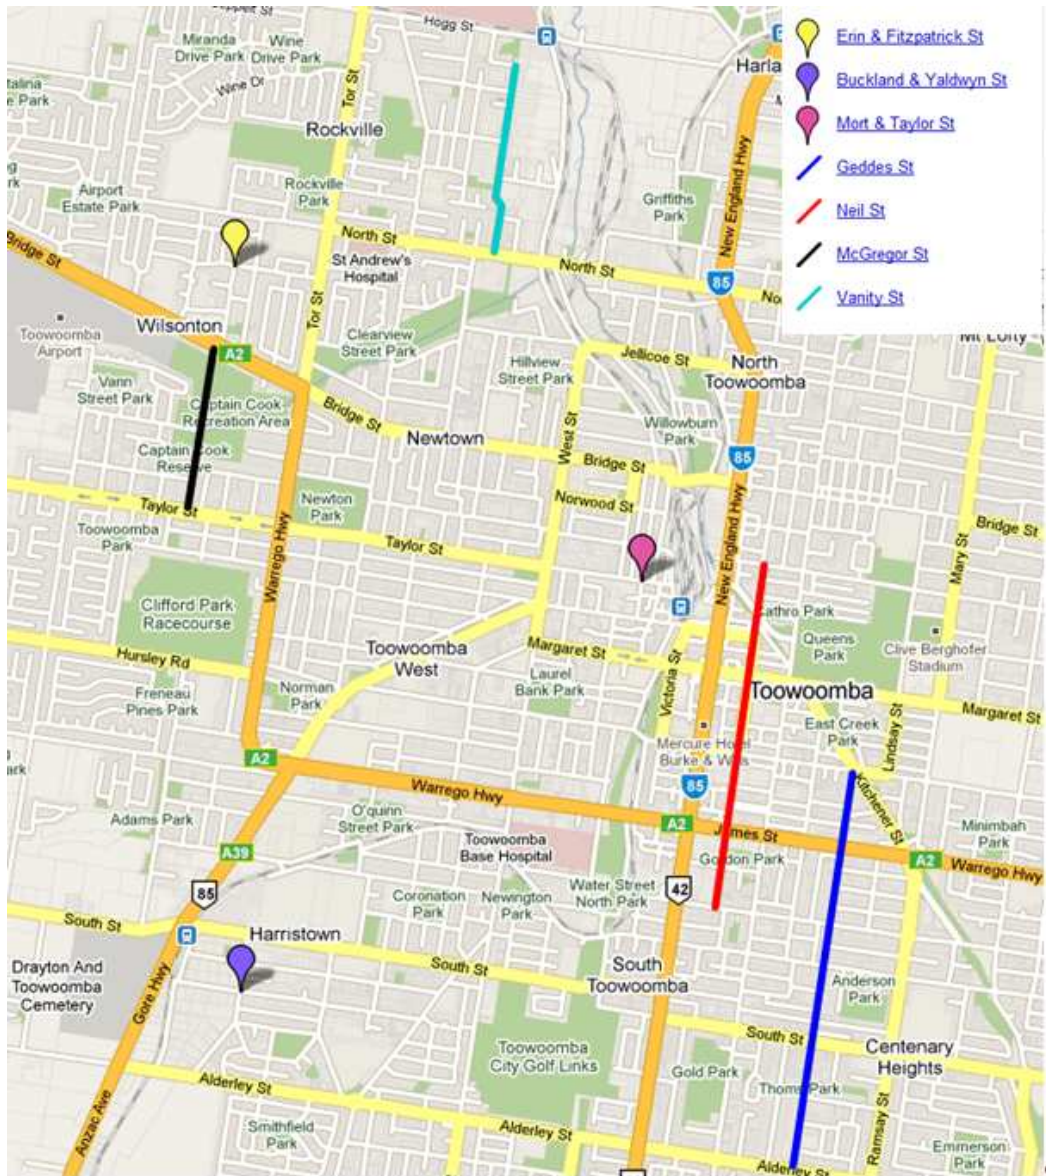 Hogg St
Miranda
Drive Park
Wine
Drive Park
Wine Dr
Tor St
Rockville
Rockville
Park
Airport
Estate Park
Bridge St
North St
St Andrew's
Hospital
North St
Griffiths
Park
New England Hwy
85
Erin & Fitzpatrick St
Buckland & Yaldwyn St
Mort & Taylor St
Geddes St
Neil St
McGregor St
Vanity St
Toowoomba
Airport
Wilsonton
A2
Tor St
Clearview
Street Park
Hillview
Street Park
Jellicoe St
North
Toowoomba
Vann
Street Park
Captain Cook
Recreation Area
Bridge St
Newtown
West St
Willowburn
Park
Captain Cook
Reserve
Bridge St
85
Norwood St
Newton
Park
Taylor St
Toowoomba
Park
Warrego Hwy
Taylor St
New England Hwy
Bridge St
Mary St
Clifford Park
Racecourse
Hursley Rd
Toowoomba
West
Margaret St
Queens
Park
Clive Berghofer
Stadium
Freneau
Pines Park
Norman
Park
Laurel
Bank Park
Victoria St
Toowoomba
Margaret St
East Creek
Park
Lindsay St
Mercure Hotel
Burke & Wills
85
A2
Warrego Hwy
Kitchener St
Adams Park
O'quinn
Street Park
A2
James St
Minimbah
Park
A39
Toowoomba
Base Hospital
Gordon Park
A2
Warrego Hwy
85
Coronation
Park
Newington
Park
Water Street
North Park
42
South St
Harristown
South St
South
Toowoomba
Drayton And
Toowoomba
Cemetery
Gore Hwy
Anderson
Park
South St
Centenary
Heights
Toowoomba
City Golf Links
Gold Park
Alderley St
Anzac Ave
Smithfield
Park
Alderley St
Ramsay St
Emmerson
Park
Alderley St